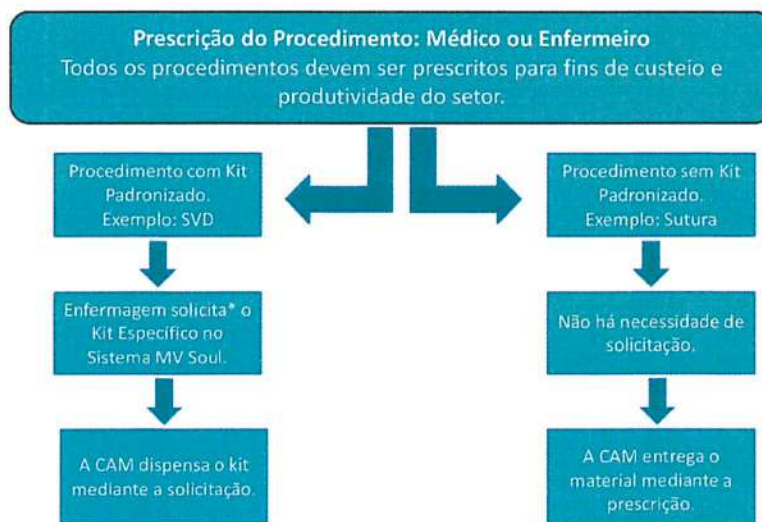 Prescrição do Procedimento: Médico ou Enfermeiro
Todos os procedimentos devem ser prescritos para fins de custeio e
produtividade do setor.
Procedimento com Kit
Padronizado.
Exemplo: SVD
Enfermagem solicita* o
Kit Específico no
Sistema MV Soul.
A CAM dispensa o kit
mediante a solicitação.
Procedimento sem Kit
Padronizado.
Exemplo: Sutura
Não há necessidade de
solicitação.
A CAM entrega o
material mediante a
prescrição.